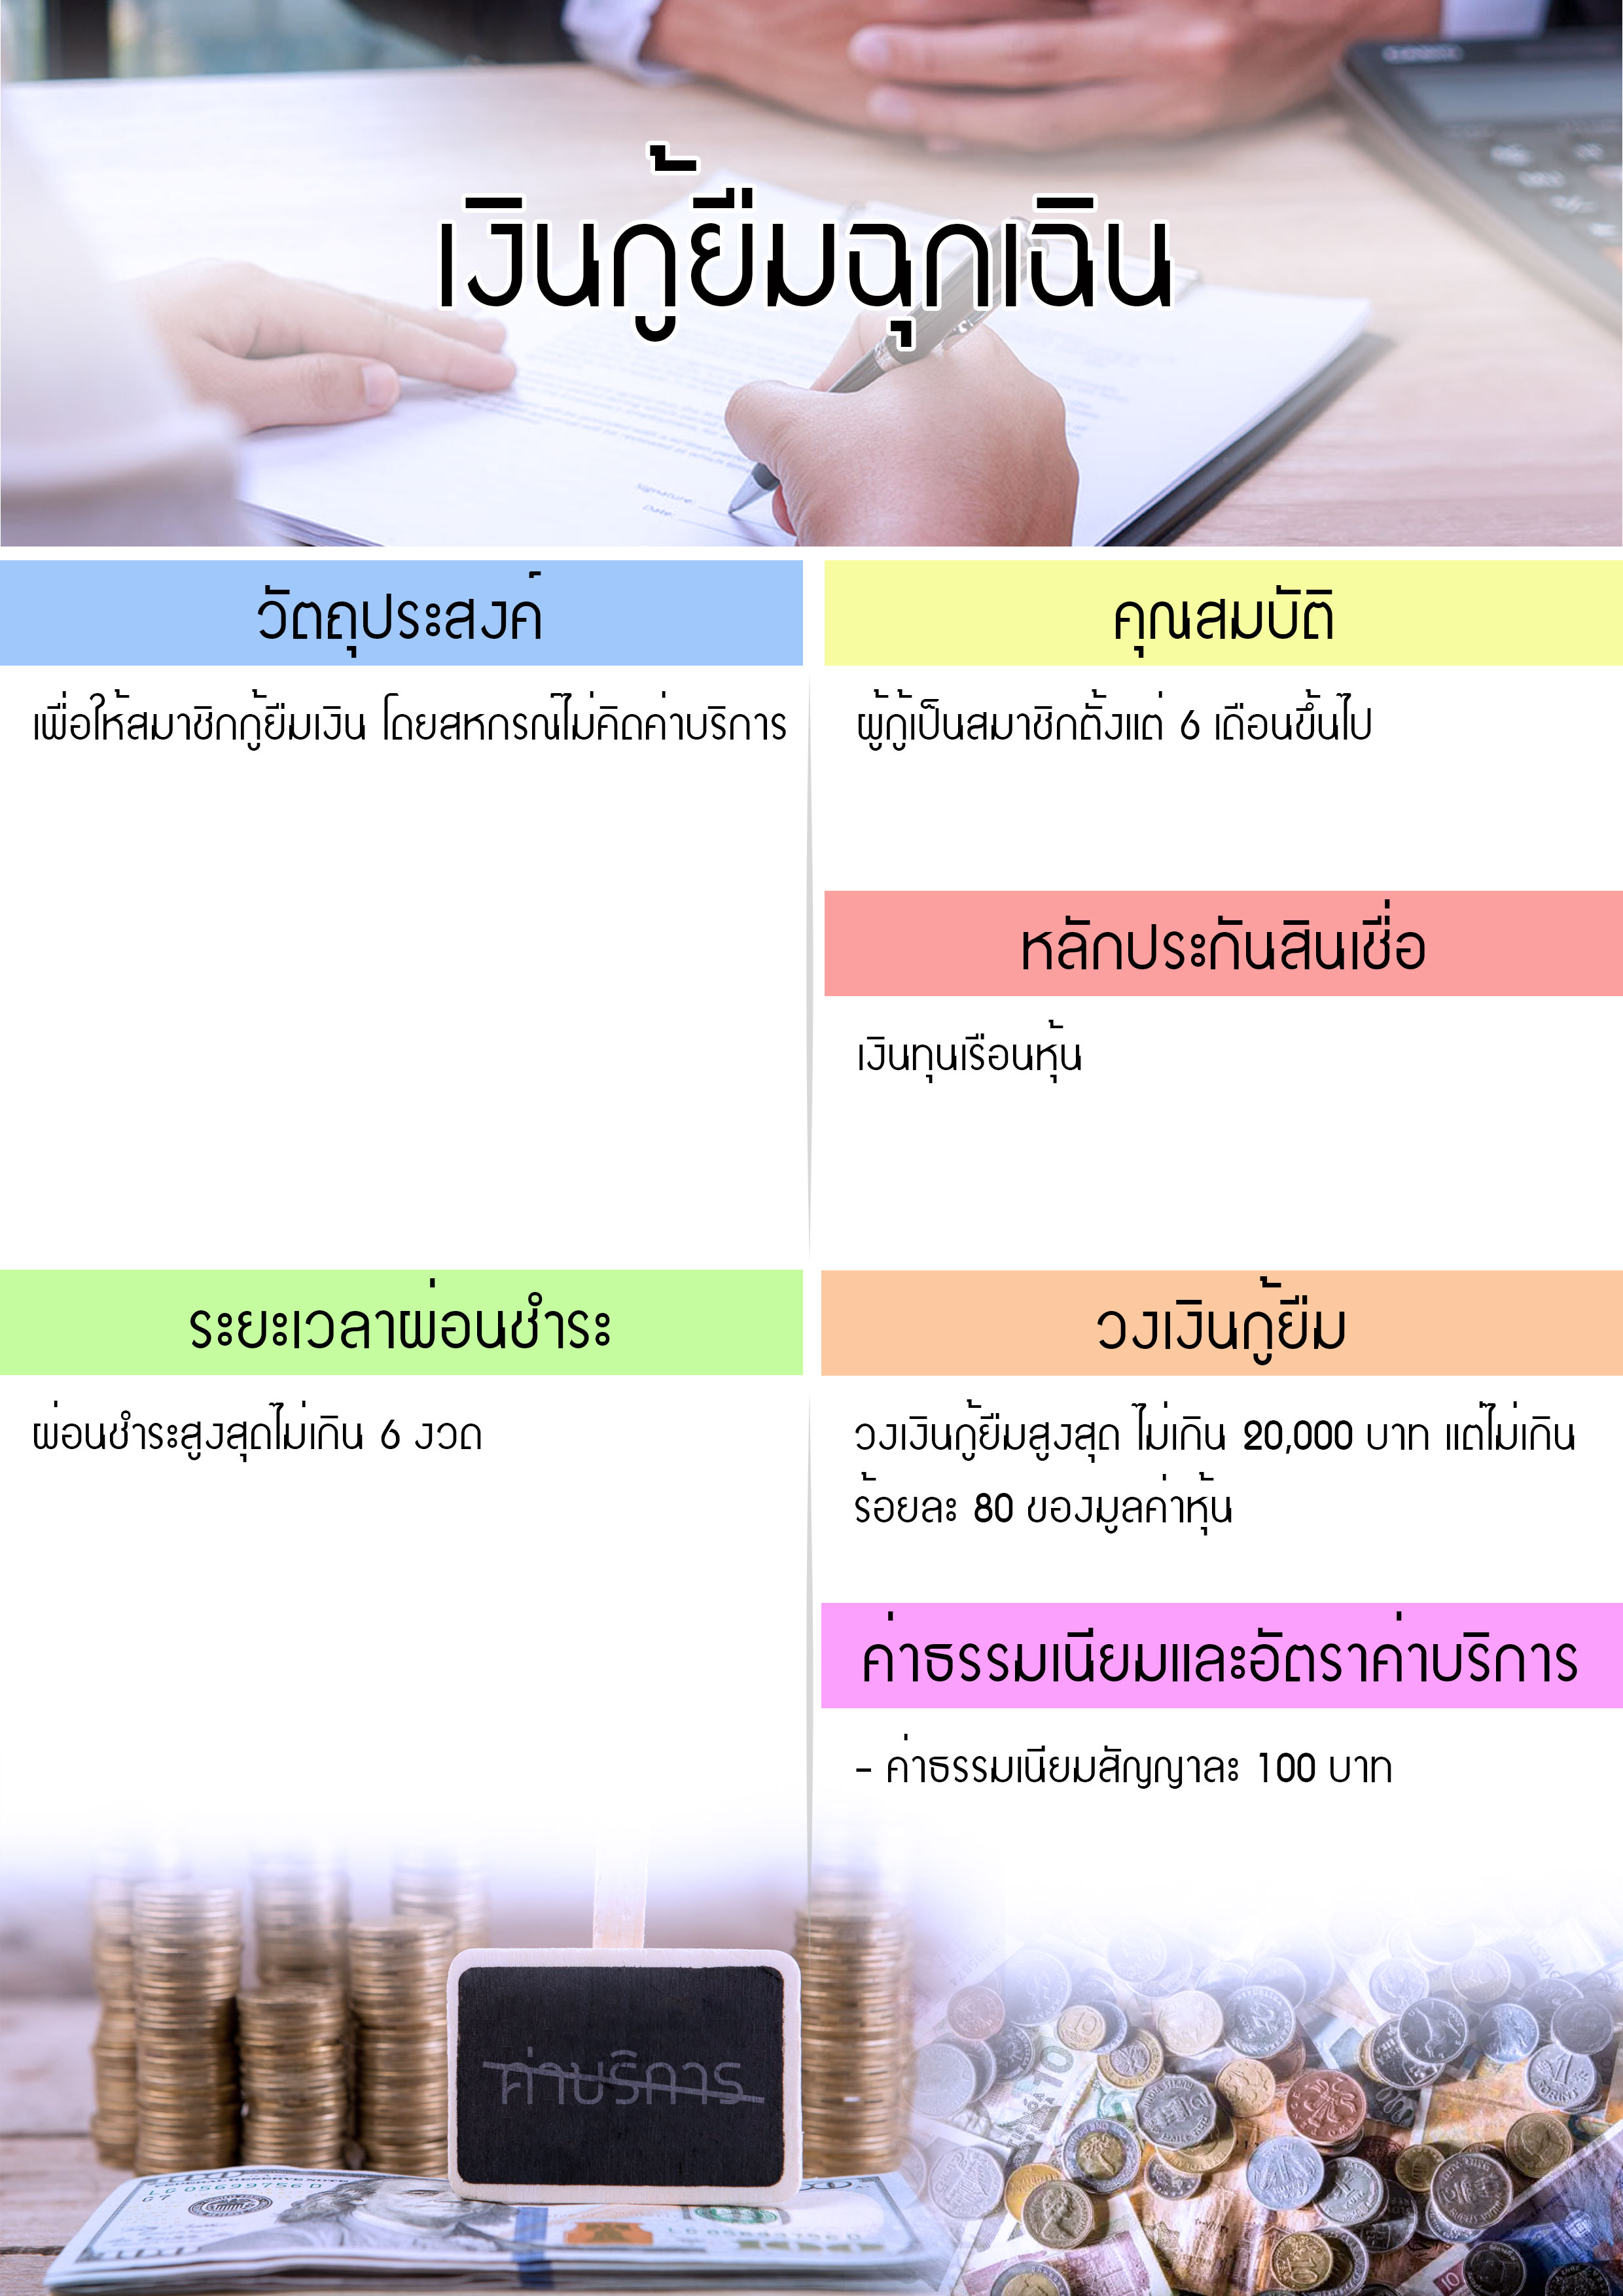 เงินกู้ยืมฉุกเฉิน
Signature:
Date:
วัตถุประสงค์
เพื่อให้สมาชิกกู้ยืมเงิน โดยสหกรณ์ไม่คิดค่าบริการ
คุณสมบัติ
ผู้กู้เป็นสมาชิกตั้งแต่ 6 เดือนขึ้นไป
หลักประกันสินเชื่อ
เงินทุนเรือนหุ้น
ระยะเวลาผ่อนชำระ
ผ่อนชำระสูงสุดไม่เกิน 6 งวด
วงเงินกู้ยืม
วงเงินกู้ยืมสูงสุด ไม่เกิน 20,000 บาท แต่ไม่เกิน
ร้อยละ 80 ของมูลค่าหุ้น
ค่าธรรมเนียมและอัตราค่าบริการ
- ค่าธรรมเนียมสัญญาละ 100 บาท
ค่าบริการ